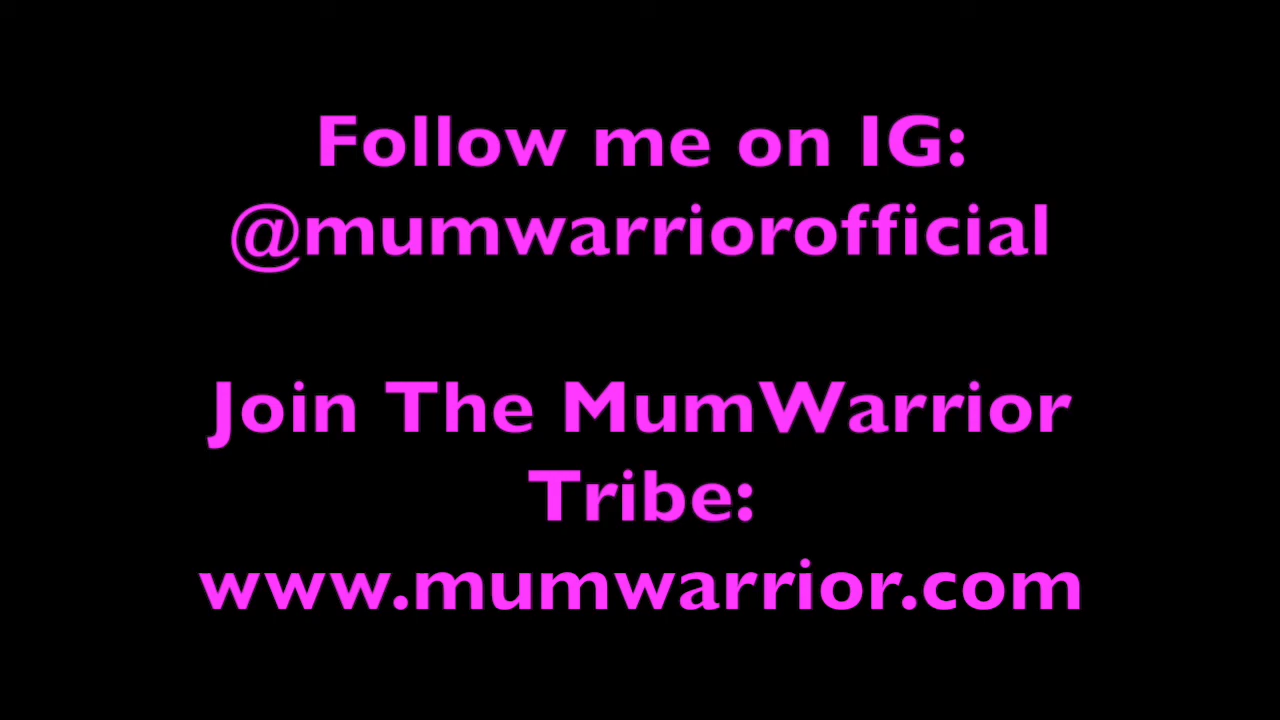 Follow me on IG:
@mumwarriorofficial
Join The MumWarrior
Tribe:
www.mumwarrior.com